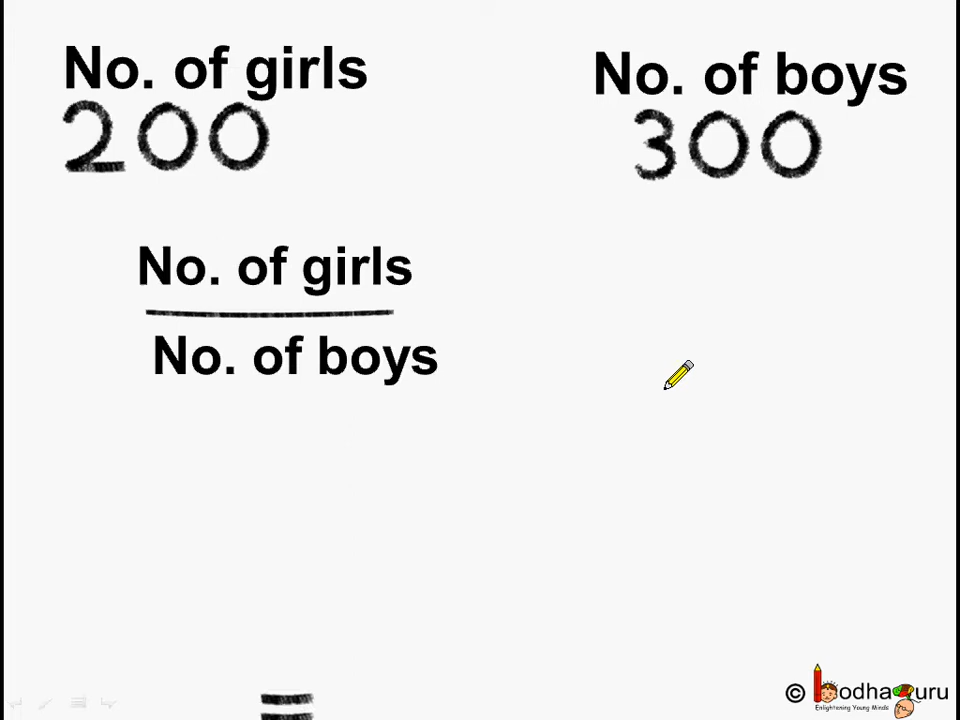 No. of girls
No. of boys
200
300
No. of girls
No. of boys
=
© BodhaGuru
Enlightening Young Minds